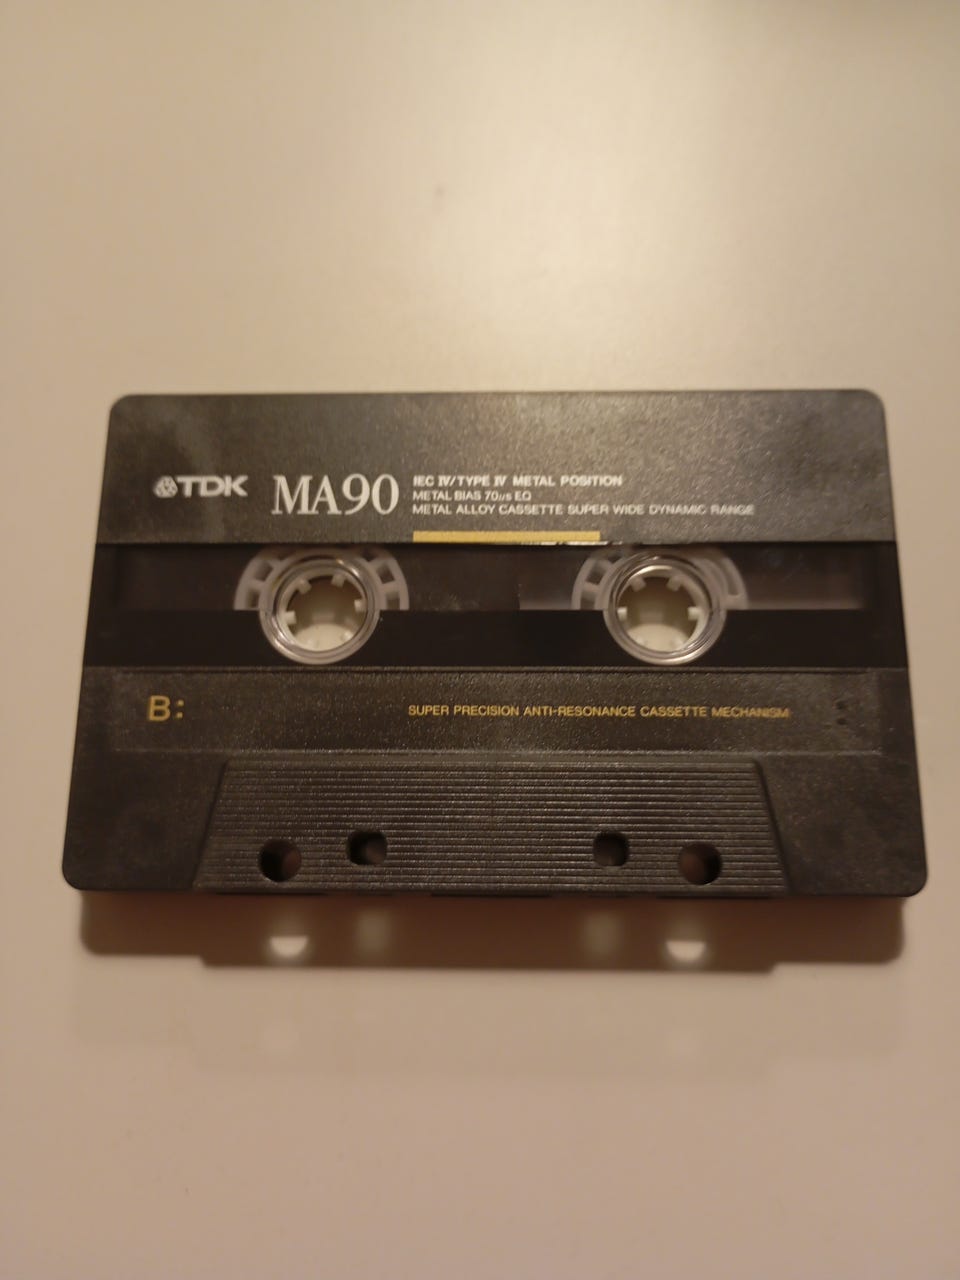 TDK MA90
IEC IV/TYPE IV METAL POSITION
METAL BIAS 70μs EQ
METAL ALLOY CASSETTE SUPER WIDE DYNAMIC RANGE
B:
SUPER PRECISION ANTI-RESONANCE CASSETTE MECHANISM